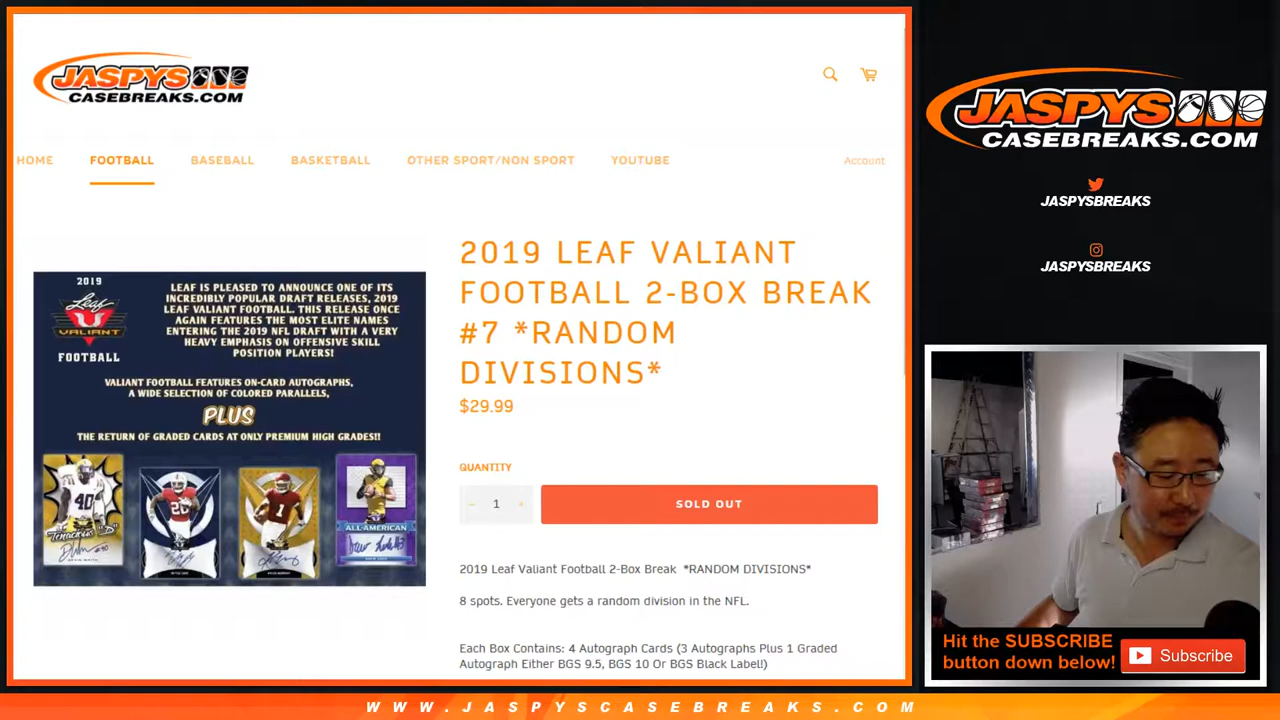 JASPYS
CASEBREAKS.COM
HOME FOOTBALL BASEBALL BASKETBALL OTHER SPORT/NON SPORT YOUTUBE Account
2019
Leaf
VALIANT
FOOTBALL
LEAF IS PLEASED TO ANNOUNCE ONE OF ITS
INCREDIBLY POPULAR DRAFT RELEASES, 2019
LEAF VALIANT FOOTBALL. THIS RELEASE ONCE
AGAIN FEATURES THE MOST ELITE NAMES
ENTERING THE 2019 NFL DRAFT WITH A VERY
HEAVY EMPHASIS ON OFFENSIVE SKILL
POSITION PLAYERS!
VALIANT FOOTBALL FEATURES ON-CARD AUTOGRAPHS,
A WIDE SELECTION OF COLORED PARALLELS,
PLUS
THE RETURN OF GRADED CARDS AT ONLY PREMIUM HIGH GRADES!!
40
Tenacious "D"
1
ALL-AMERICAN
2019 LEAF VALIANT
FOOTBALL 2-BOX BREAK
#7 *RANDOM
DIVISIONS*
$29.99
QUANTITY
− 1 +
SOLD OUT
2019 Leaf Valiant Football 2-Box Break *RANDOM DIVISIONS*
8 spots. Everyone gets a random division in the NFL.
Each Box Contains: 4 Autograph Cards (3 Autographs Plus 1 Graded
Autograph Either BGS 9.5, BGS 10 Or BGS Black Label!)
JASPYS
CASEBREAKS.COM
JASPYSBREAKS
JASPYSBREAKS
Hit the SUBSCRIBE
button down below!
Subscribe
WWW.JASPYSCASEBREAKS.COM